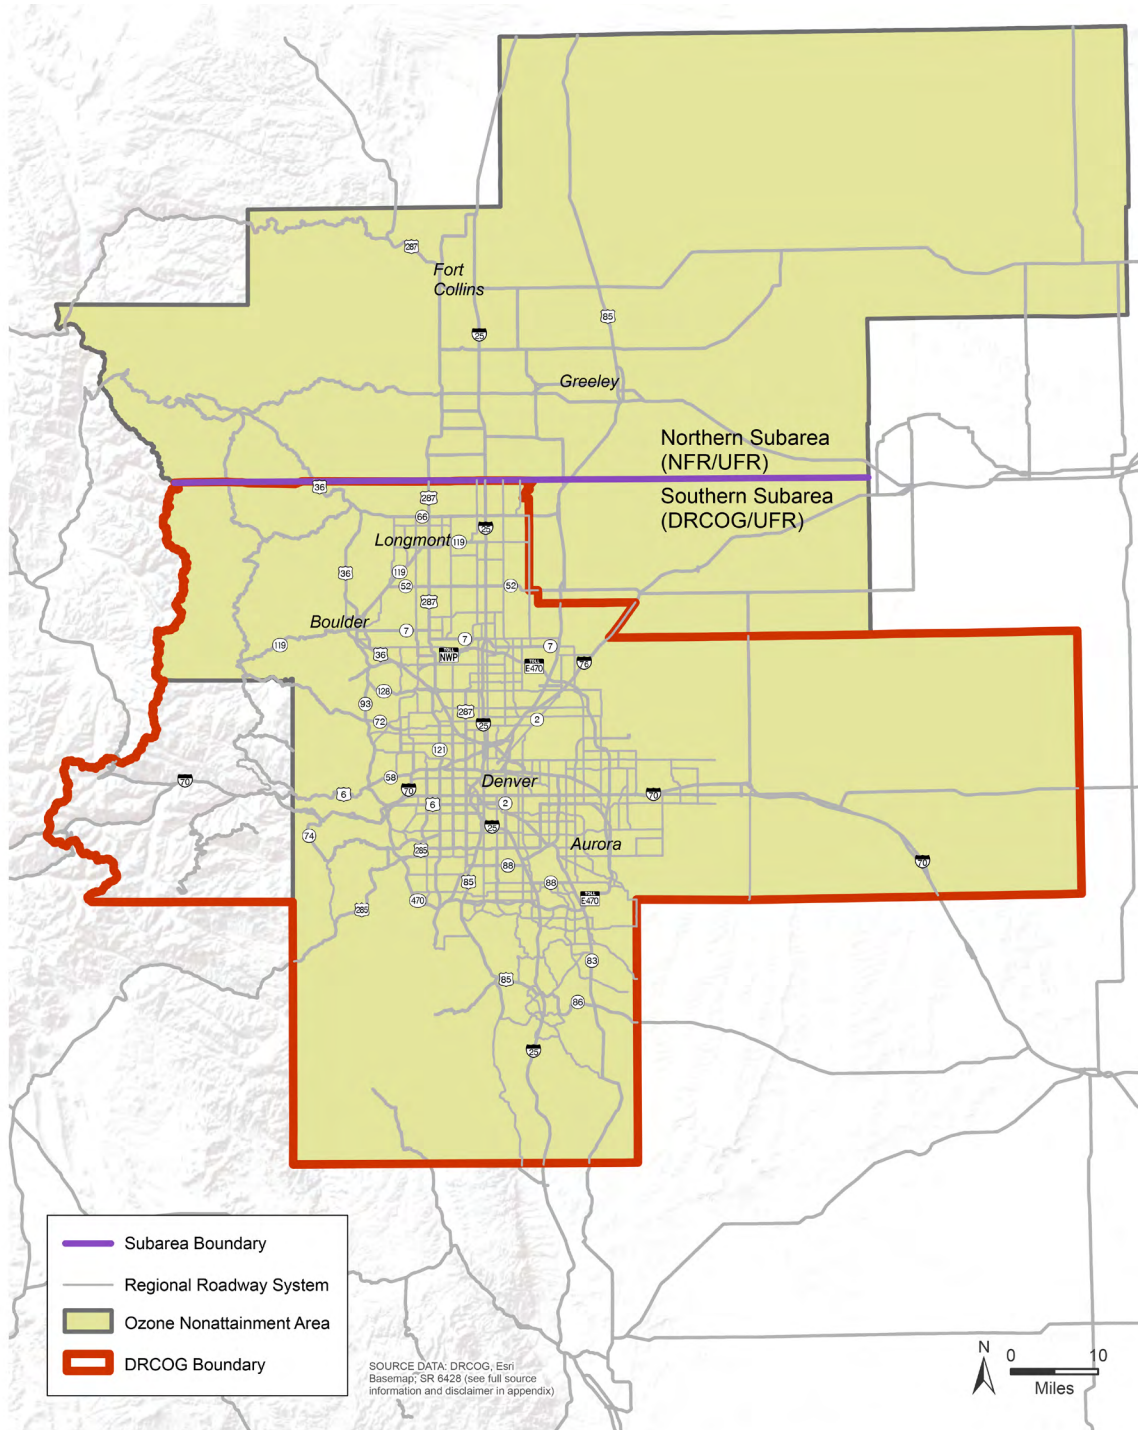 287
Fort
Collins
85
25
Greeley
Northern Subarea
(NFR/UFR)
36
287
Southern Subarea
(DRCOG/UFR)
66
25
Longmont
119
36
119
52
52
287
Boulder
7
7
7
119
36
TOLL
NWP
TOLL
E470
76
128
93
287
72
25
2
121
58
Denver
70
6
70
6
2
70
25
74
285
Aurora
88
70
85
88
470
TOLL
E470
285
83
85
86
25
Subarea Boundary
Regional Roadway System
Ozone Nonattainment Area
DRCOG Boundary
SOURCE DATA: DRCOG, Esri
Basemap; SR 6428 (see full source
information and disclaimer in appendix)
N
0 10
Miles